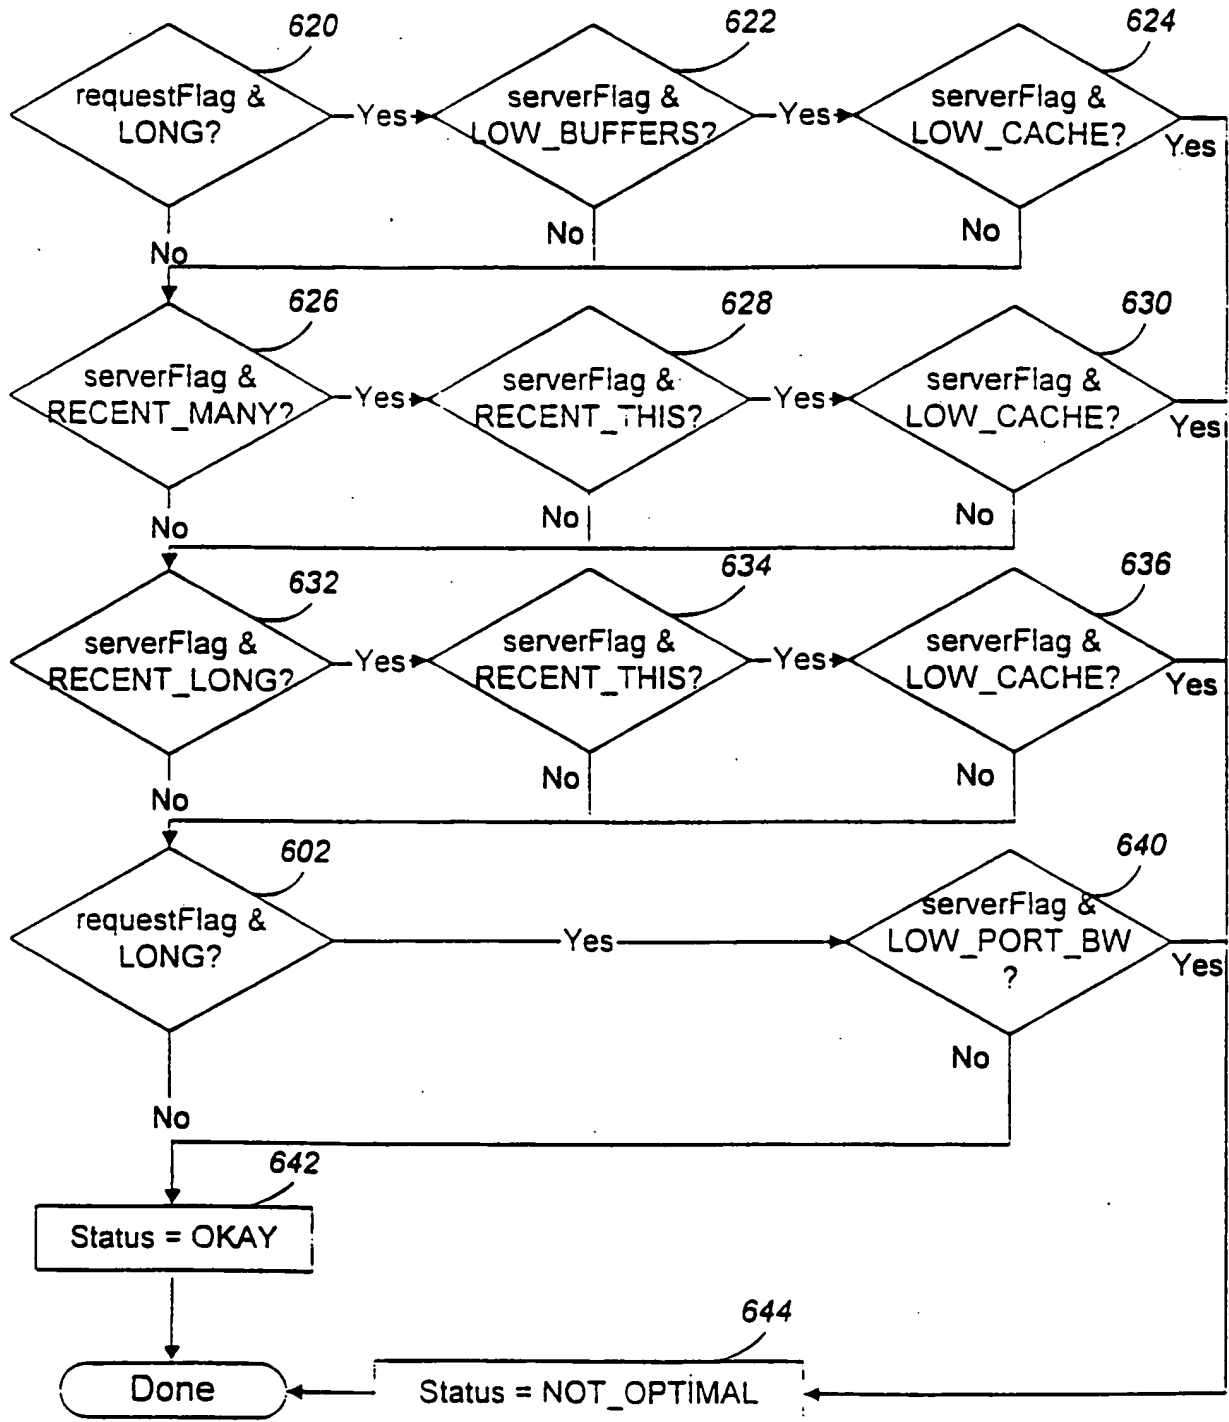 620
622
624
requestFlag &
LONG?
Yes
serverFlag &
LOW_BUFFERS?
Yes
serverFlag &
LOW_CACHE?
Yes
No
No
No
626
628
630
serverFlag &
RECENT_MANY?
Yes
serverFlag &
RECENT_THIS?
Yes
serverFlag &
LOW_CACHE?
Yes
No
No
No
632
634
636
serverFlag &
RECENT_LONG?
Yes
serverFlag &
RECENT_THIS?
Yes
serverFlag &
LOW_CACHE?
Yes
No
No
No
602
640
requestFlag &
LONG?
Yes
serverFlag &
LOW_PORT_BW
?
Yes
No
No
642
Status = OKAY
644
Done
Status = NOT_OPTIMAL